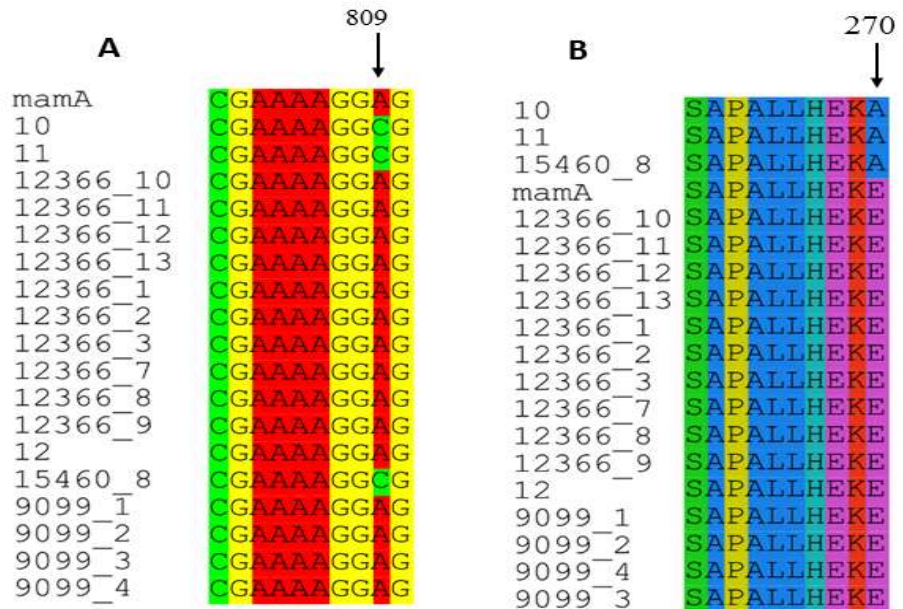 A
809
mamA CGAAAAGGAG
10 CGAAAAGGCG
11 CGAAAAGGCG
12366_10 CGAAAAGGAG
12366_11 CGAAAAGGAG
12366_12 CGAAAAGGAG
12366_13 CGAAAAGGAG
12366_1 CGAAAAGGAG
12366_2 CGAAAAGGAG
12366_3 CGAAAAGGAG
12366_7 CGAAAAGGAG
12366_8 CGAAAAGGAG
12366_9 CGAAAAGGAG
12 CGAAAAGGAG
15460_8 CGAAAAGGCG
9099_1 CGAAAAGGAG
9099_2 CGAAAAGGAG
9099_3 CGAAAAGGAG
9099_4 CGAAAAGGAG
B
270
10 SAPALLHEKA
11 SAPALLHEKA
15460_8 SAPALLHEKA
mamA SAPALLHEKE
12366_10 SAPALLHEKE
12366_11 SAPALLHEKE
12366_12 SAPALLHEKE
12366_13 SAPALLHEKE
12366_1 SAPALLHEKE
12366_2 SAPALLHEKE
12366_3 SAPALLHEKE
12366_7 SAPALLHEKE
12366_8 SAPALLHEKE
12366_9 SAPALLHEKE
12 SAPALLHEKE
9099_1 SAPALLHEKE
9099_2 SAPALLHEKE
9099_4 SAPALLHEKE
9099_3 SAPALLHEKE